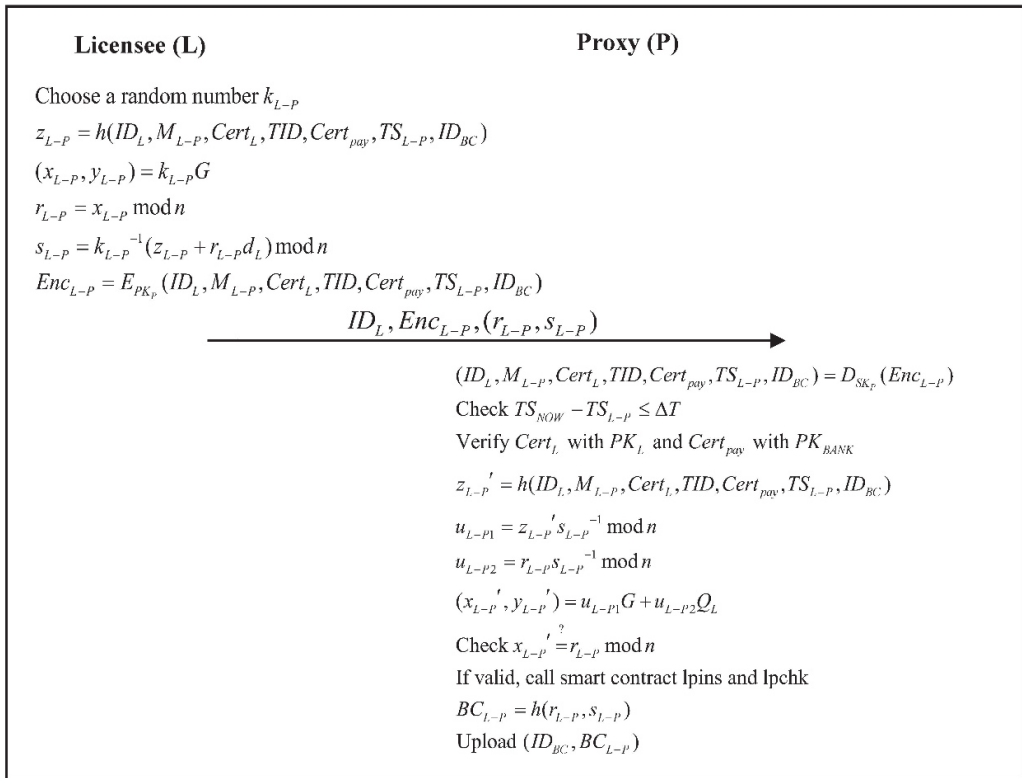 Licensee (L)
Proxy (P)
Choose a random number k_{L-P}
z_{L-P} = h(ID_L, M_{L-P}, Cert_L, TID, Cert_{pay}, TS_{L-P}, ID_{BC})
(x_{L-P}, y_{L-P}) = k_{L-P}G
r_{L-P} = x_{L-P} mod n
s_{L-P} = k_{L-P}^{-1}(z_{L-P} + r_{L-P}d_L) mod n
Enc_{L-P} = E_{PK_P}(ID_L, M_{L-P}, Cert_L, TID, Cert_{pay}, TS_{L-P}, ID_{BC})
ID_L, Enc_{L-P}, (r_{L-P}, s_{L-P})
(ID_L, M_{L-P}, Cert_L, TID, Cert_{pay}, TS_{L-P}, ID_{BC}) = D_{SK_P}(Enc_{L-P})
Check TS_{NOW} − TS_{L-P} ≤ ΔT
Verify Cert_L with PK_L and Cert_{pay} with PK_{BANK}
z_{L-P}' = h(ID_L, M_{L-P}, Cert_L, TID, Cert_{pay}, TS_{L-P}, ID_{BC})
u_{L-P1} = z_{L-P}'s_{L-P}^{-1} mod n
u_{L-P2} = r_{L-P}s_{L-P}^{-1} mod n
(x_{L-P}', y_{L-P}') = u_{L-P1}G + u_{L-P2}Q_L
Check x_{L-P}' =^? r_{L-P} mod n
If valid, call smart contract lpins and lpchk
BC_{L-P} = h(r_{L-P}, s_{L-P})
Upload (ID_{BC}, BC_{L-P})